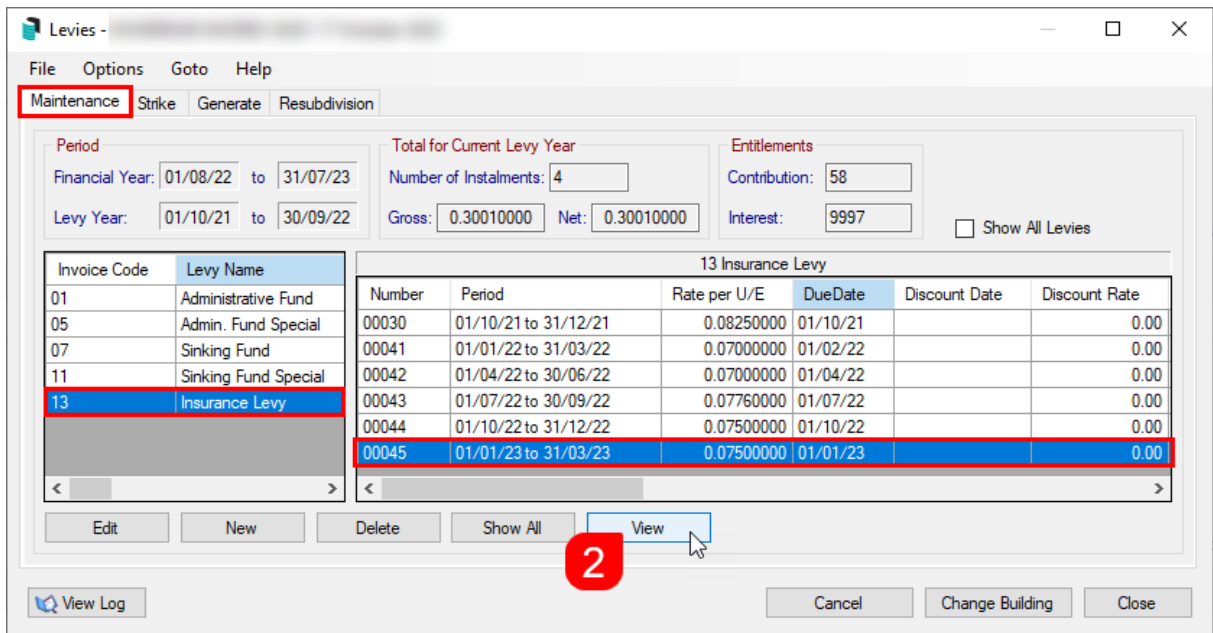 Levies -
File Options Goto Help
Maintenance Strike Generate Resubdivision
Period
Financial Year: 01/08/22 to 31/07/23
Levy Year: 01/10/21 to 30/09/22
Total for Current Levy Year
Number of Instalments: 4
Gross: 0.30010000 Net: 0.30010000
Entitlements
Contribution: 58
Interest: 9997
Show All Levies
Invoice Code Levy Name
01 Administrative Fund
05 Admin. Fund Special
07 Sinking Fund
11 Sinking Fund Special
13 Insurance Levy
13 Insurance Levy
Number Period Rate per U/E DueDate Discount Date Discount Rate
00030 01/10/21 to 31/12/21 0.08250000 01/10/21 0.00
00041 01/01/22 to 31/03/22 0.07000000 01/02/22 0.00
00042 01/04/22 to 30/06/22 0.07000000 01/04/22 0.00
00043 01/07/22 to 30/09/22 0.07760000 01/07/22 0.00
00044 01/10/22 to 31/12/22 0.07500000 01/10/22 0.00
00045 01/01/23 to 31/03/23 0.07500000 01/01/23 0.00
Edit New Delete Show All View
2
View Log Cancel Change Building Close